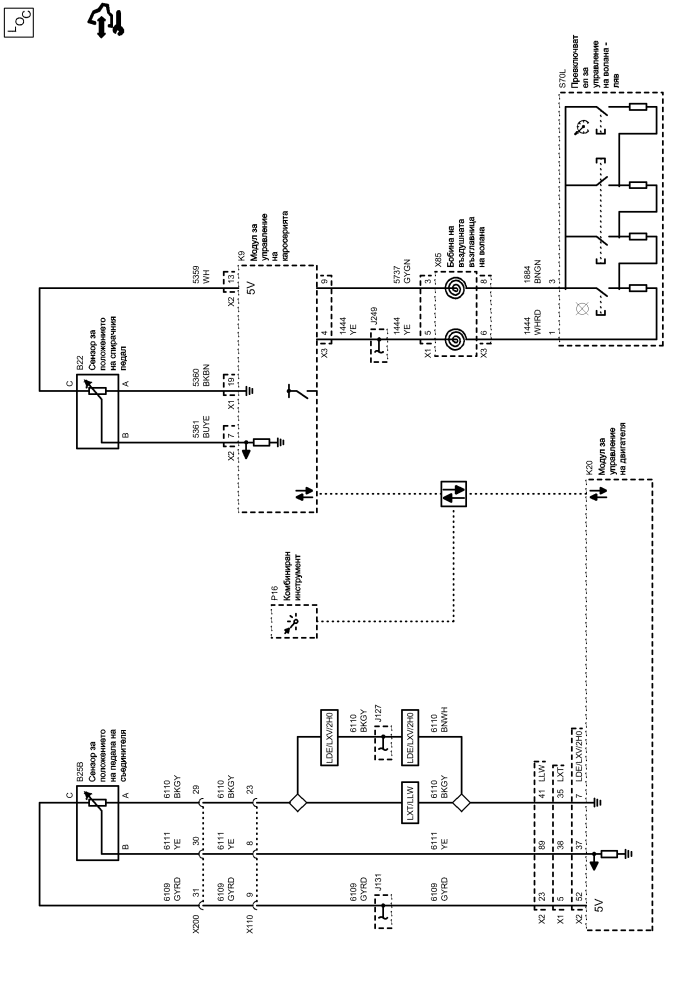 LOC
B25B
Сензор за
положението
на педала на
съединителя
C
B
A
6109
GYRD
6111
YE
6110
BKGY
X200
31
30
29
6109
GYRD
6111
YE
6110
BKGY
X110
9
8
23
LDE/LXV/2H0
6110
BKGY
J127
J131
6109
GYRD
LXT/LLW
LDE/LXV/2H0
6109
GYRD
6111
YE
6110
BKGY
6110
BNWH
X2
23
89
41
LLW
X1
5
38
35
LXT
X2
52
37
7
LDE/LXV/2H0
5V
P16
Комбиниран
инструмент
K20
Модул за
управление
на двигателя
B22
Сензор за
положението
на спирачния
педал
C
B
A
5361
BUYE
5360
BKBN
5359
WH
X2
7
X1
19
X2
13
K9
Модул за
управление
на
каросерията
5V
X3
4
9
1444
YE
J249
1444
YE
5737
GYGN
X1
5
3
X85
Бобина на
въздушната
възглавница
на волана
X3
6
8
1444
WHRD
1884
BNGN
1
3
S70L
Превключват
ел за
управление
на волана -
ляв